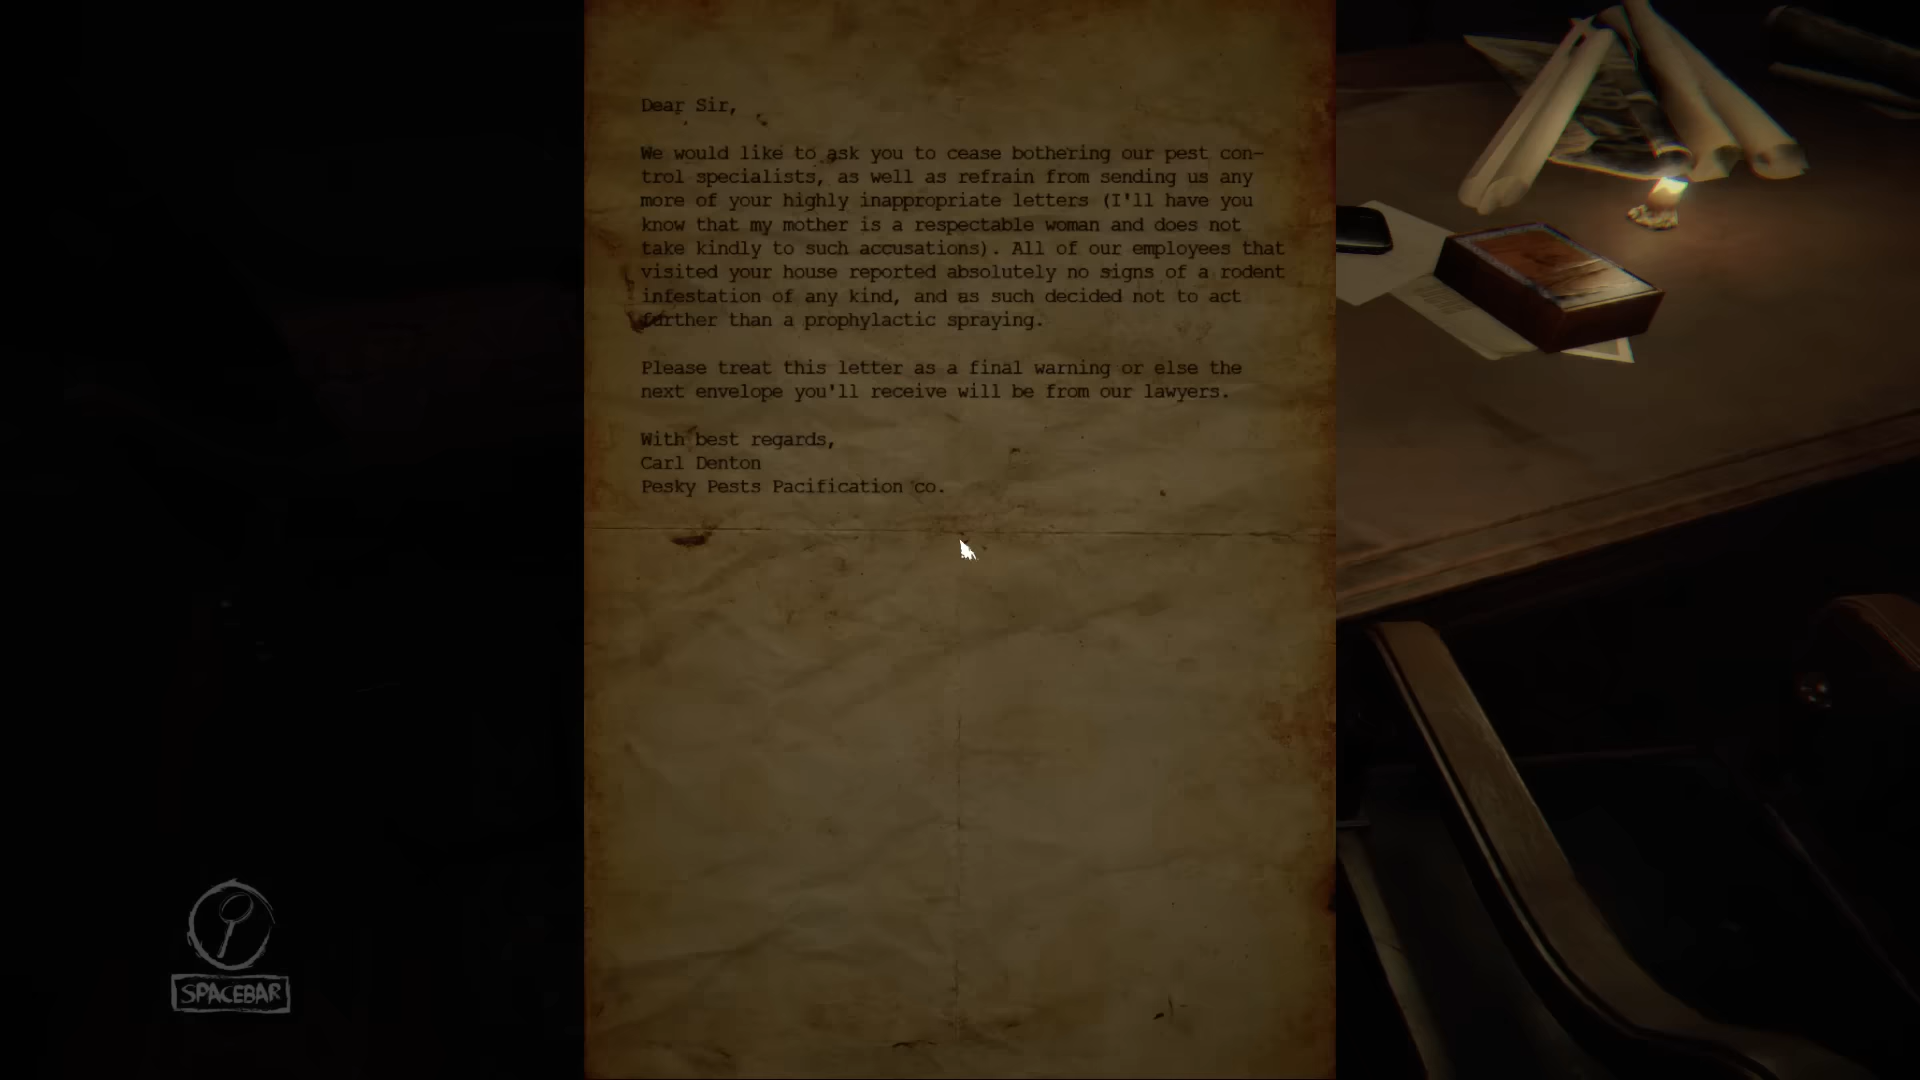 Dear Sir,
We would like to ask you to cease bothering our pest con-
trol specialists, as well as refrain from sending us any
more of your highly inappropriate letters (I'll have you
know that my mother is a respectable woman and does not
take kindly to such accusations). All of our employees that
visited your house reported absolutely no signs of a rodent
infestation of any kind, and as such decided not to act
further than a prophylactic spraying.
Please treat this letter as a final warning or else the
next envelope you'll receive will be from our lawyers.
With best regards,
Carl Denton
Pesky Pests Pacification co.
SPACEBAR